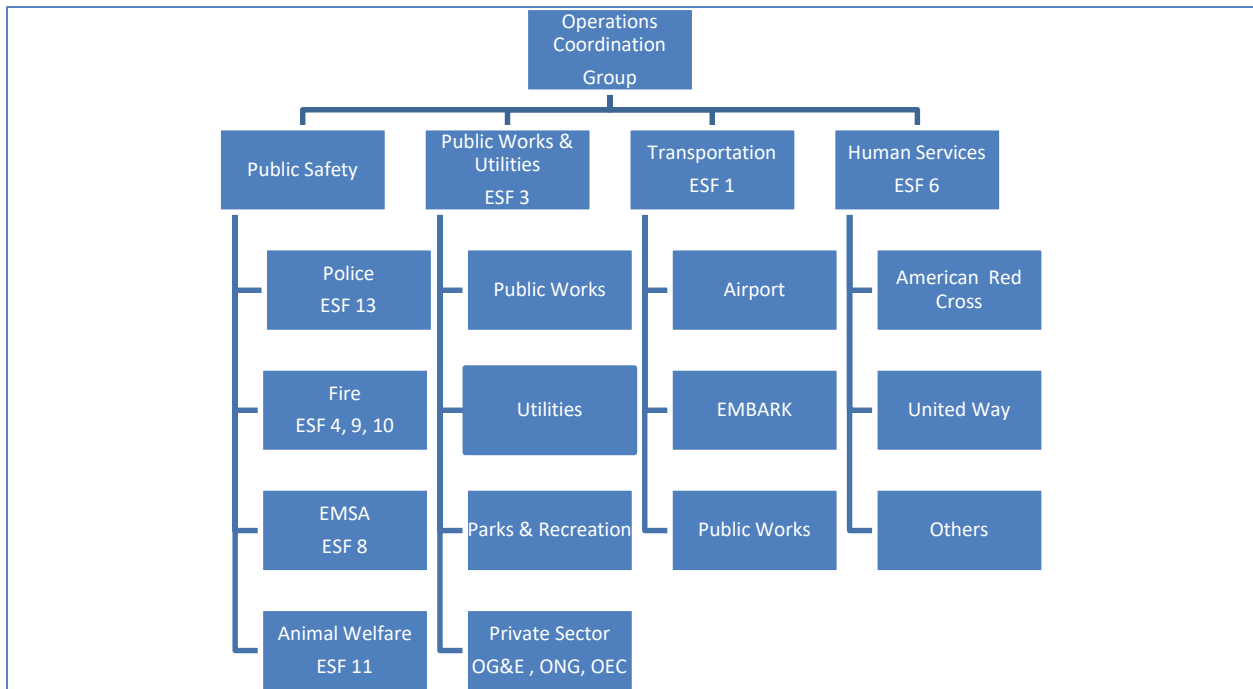 Operations
Coordination
Group
Public Safety
Public Works &
Utilities
ESF 3
Transportation
ESF 1
Human Services
ESF 6
Police
ESF 13
Fire
ESF 4, 9, 10
EMSA
ESF 8
Animal Welfare
ESF 11
Public Works
Utilities
Parks & Recreation
Private Sector
OG&E , ONG, OEC
Airport
EMBARK
Public Works
American  Red
Cross
United Way
Others